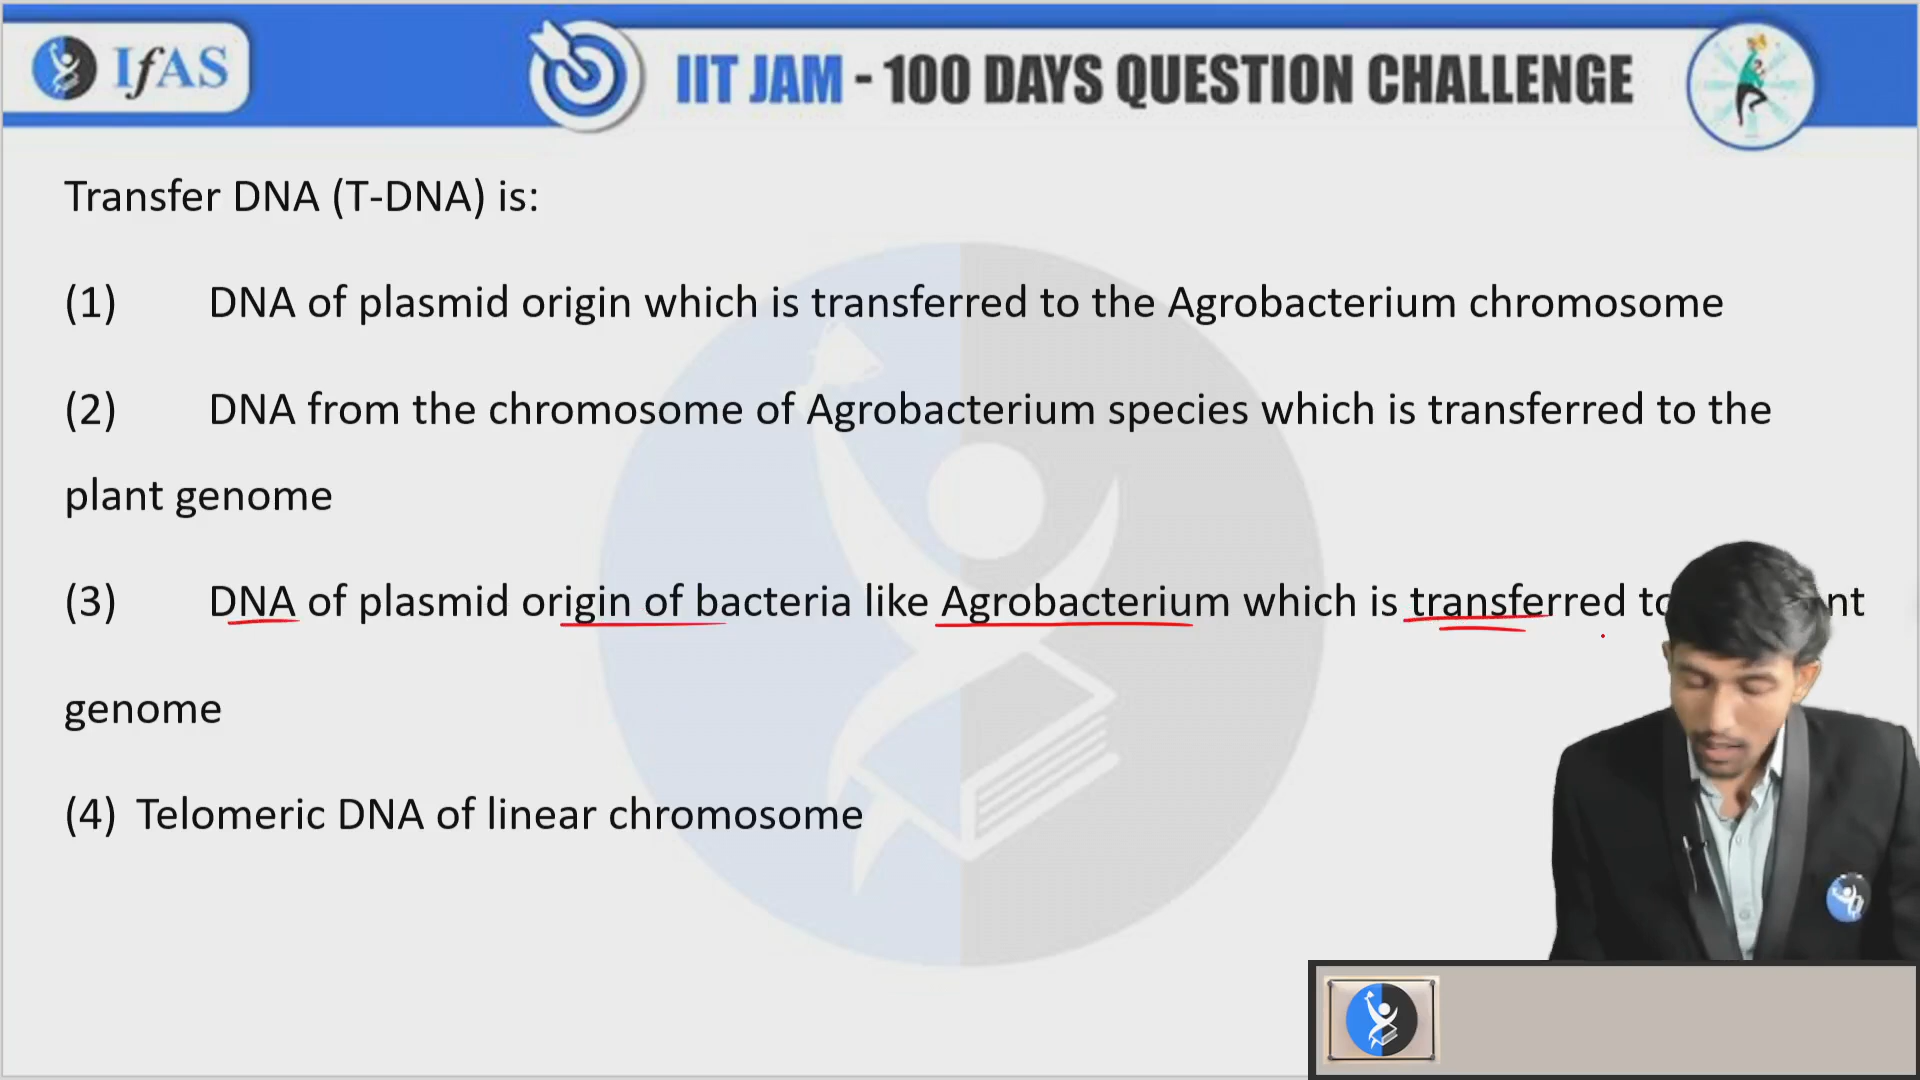 IfAS
IIT JAM - 100 DAYS QUESTION CHALLENGE
Transfer DNA (T-DNA) is:
(1) DNA of plasmid origin which is transferred to the Agrobacterium chromosome
(2) DNA from the chromosome of Agrobacterium species which is transferred to the
plant genome
(3) DNA of plasmid origin of bacteria like Agrobacterium which is transferred
genome
(4) Telomeric DNA of linear chromosome